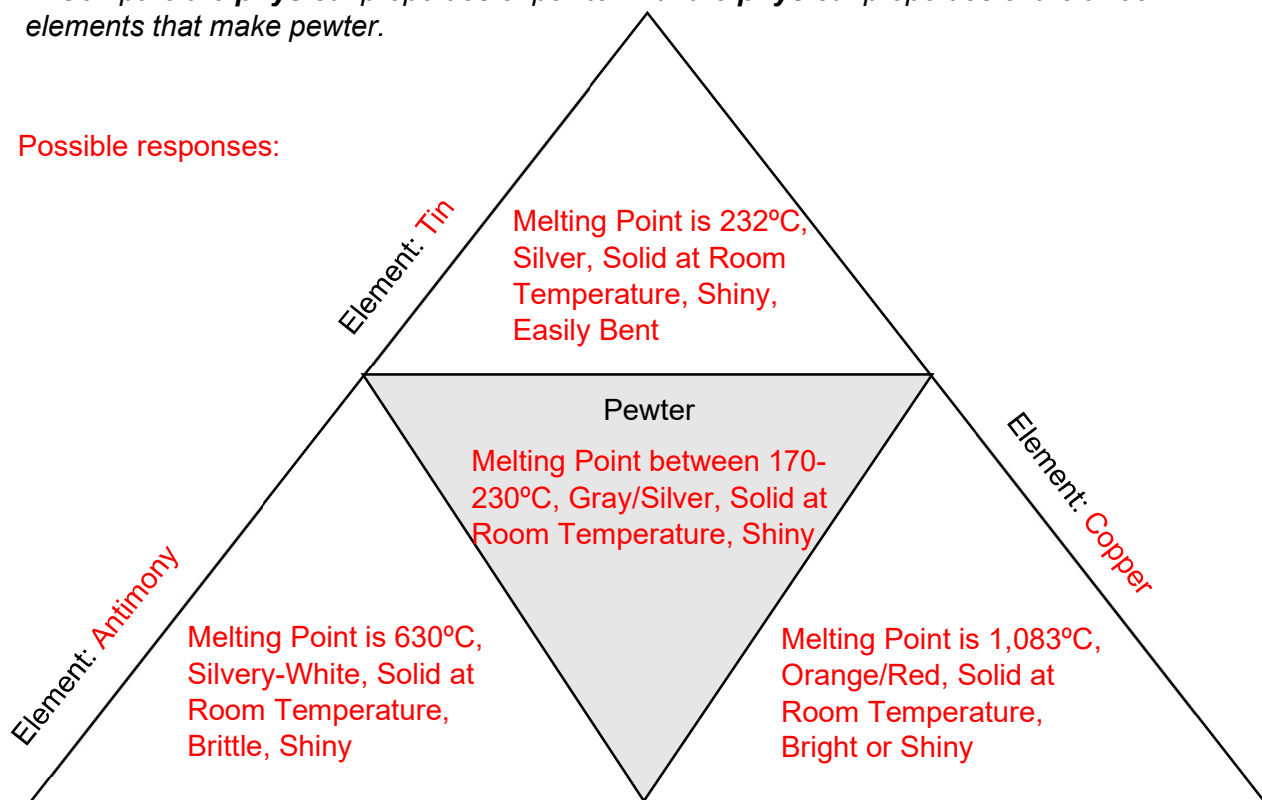 elements that make pewter.
Possible responses:
Element: Tin
Melting Point is 232ºC,
Silver, Solid at Room
Temperature, Shiny,
Easily Bent
Pewter
Melting Point between 170-
230ºC, Gray/Silver, Solid at
Room Temperature, Shiny
Element: Antimony
Melting Point is 630ºC,
Silvery-White, Solid at
Room Temperature,
Brittle, Shiny
Element: Copper
Melting Point is 1,083ºC,
Orange/Red, Solid at
Room Temperature,
Bright or Shiny